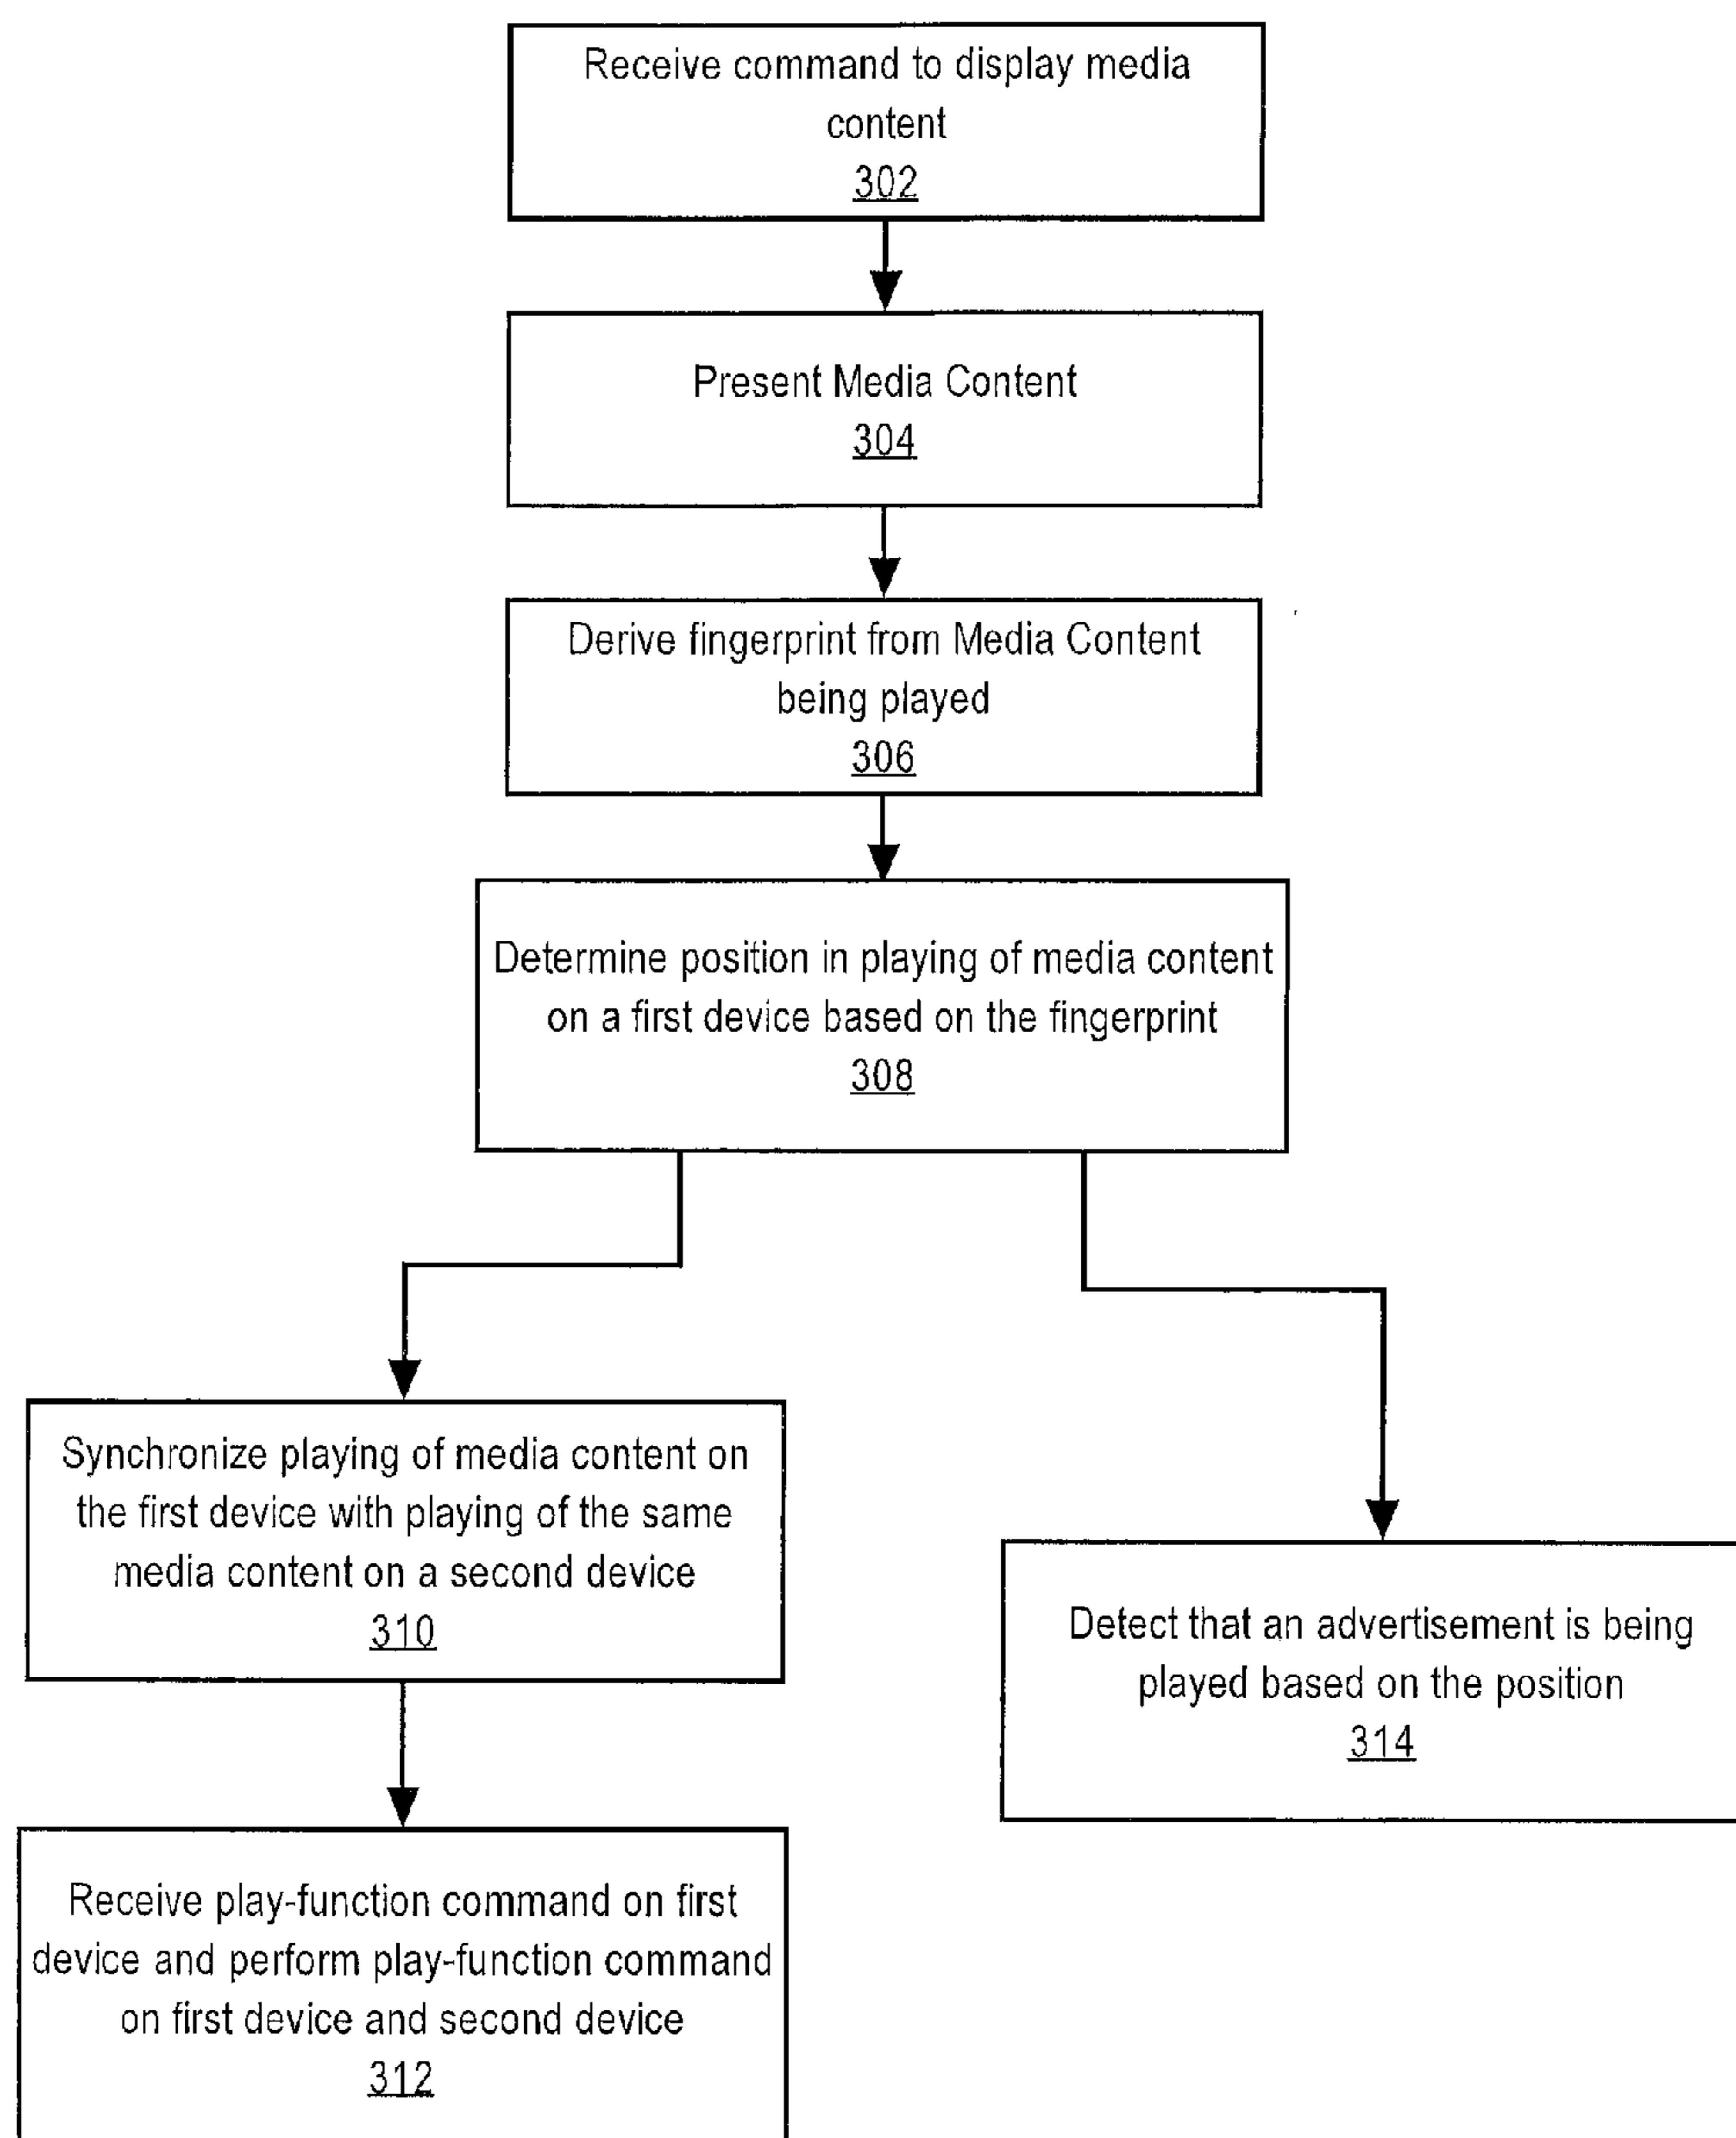 Receive command to display media
content
302
Present Media Content
304
Derive fingerprint from Media Content
being played
306
Determine position in playing of media content
on a first device based on the fingerprint
308
Synchronize playing of media content on
the first device with playing of the same
media content on a second device
310
Detect that an advertisement is being
played based on the position
314
Receive play-function command on first
device and perform play-function command
on first device and second device
312